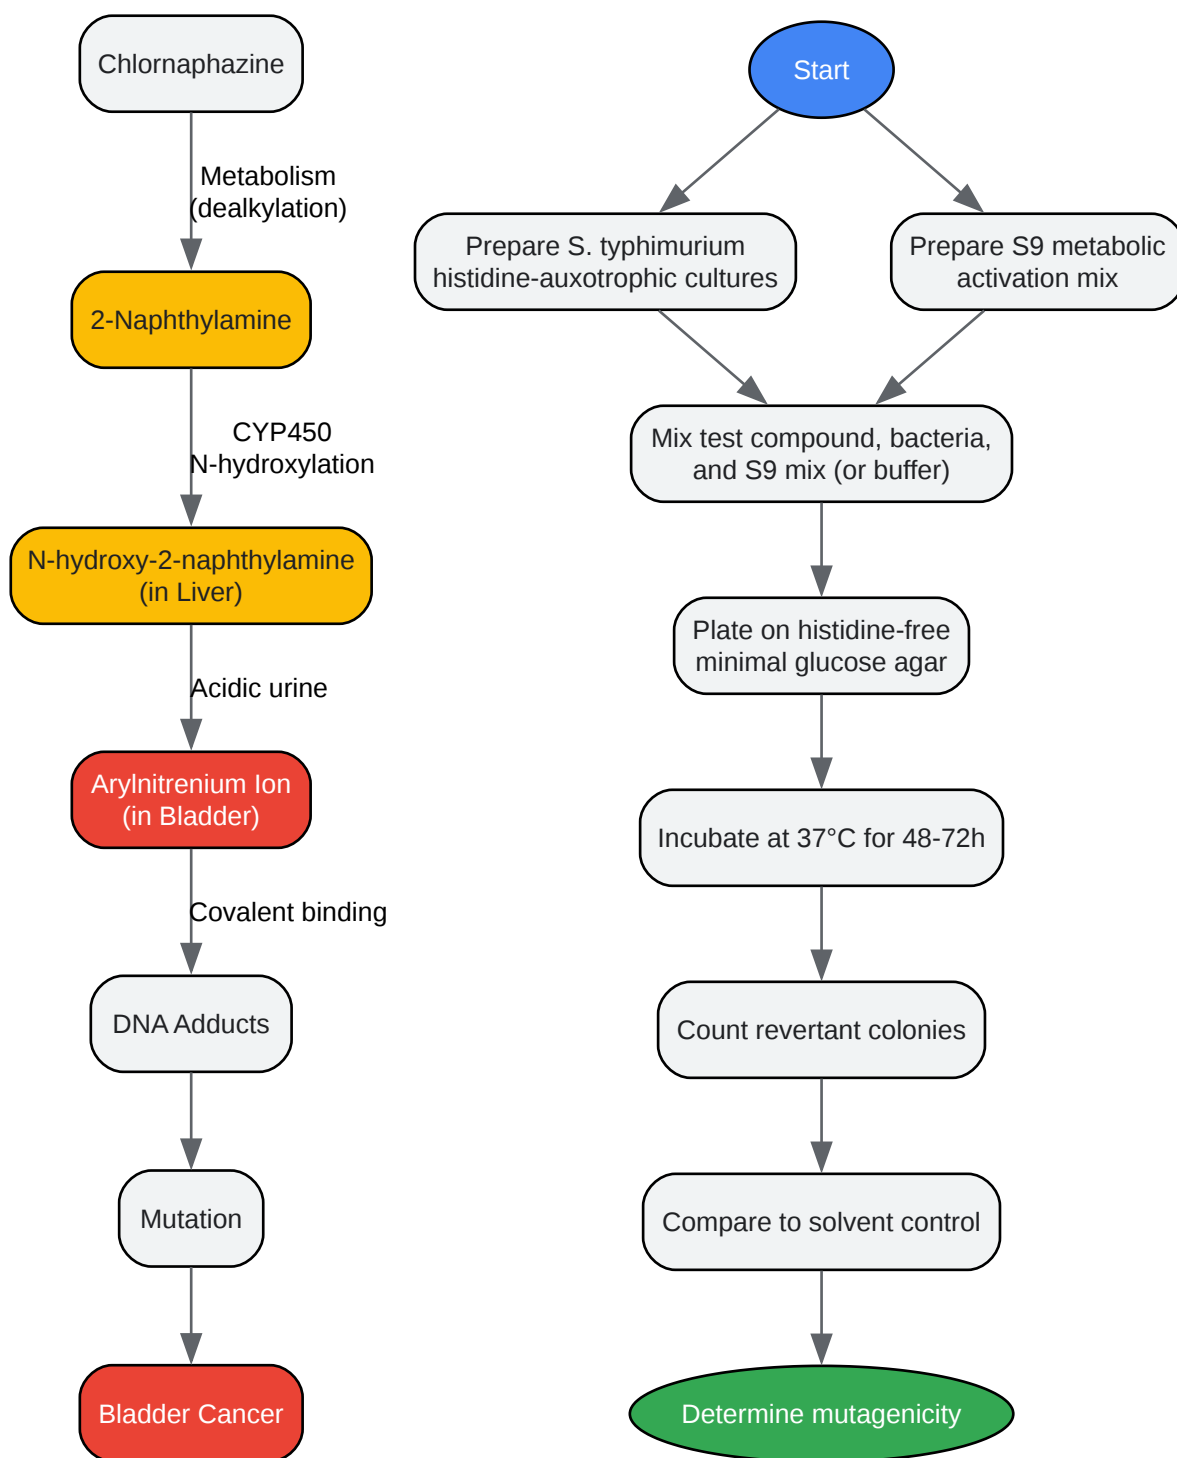 Chlornaphazine
Metabolism
(dealkylation)
2-Naphthylamine
CYP450
N-hydroxylation
N-hydroxy-2-naphthylamine
(in Liver)
Acidic urine
Arylnitrenium Ion
(in Bladder)
Covalent binding
DNA Adducts
Mutation
Bladder Cancer
Start
Prepare S. typhimurium
histidine-auxotrophic cultures
Prepare S9 metabolic
activation mix
Mix test compound, bacteria,
and S9 mix (or buffer)
Plate on histidine-free
minimal glucose agar
Incubate at 37°C for 48-72h
Count revertant colonies
Compare to solvent control
Determine mutagenicity